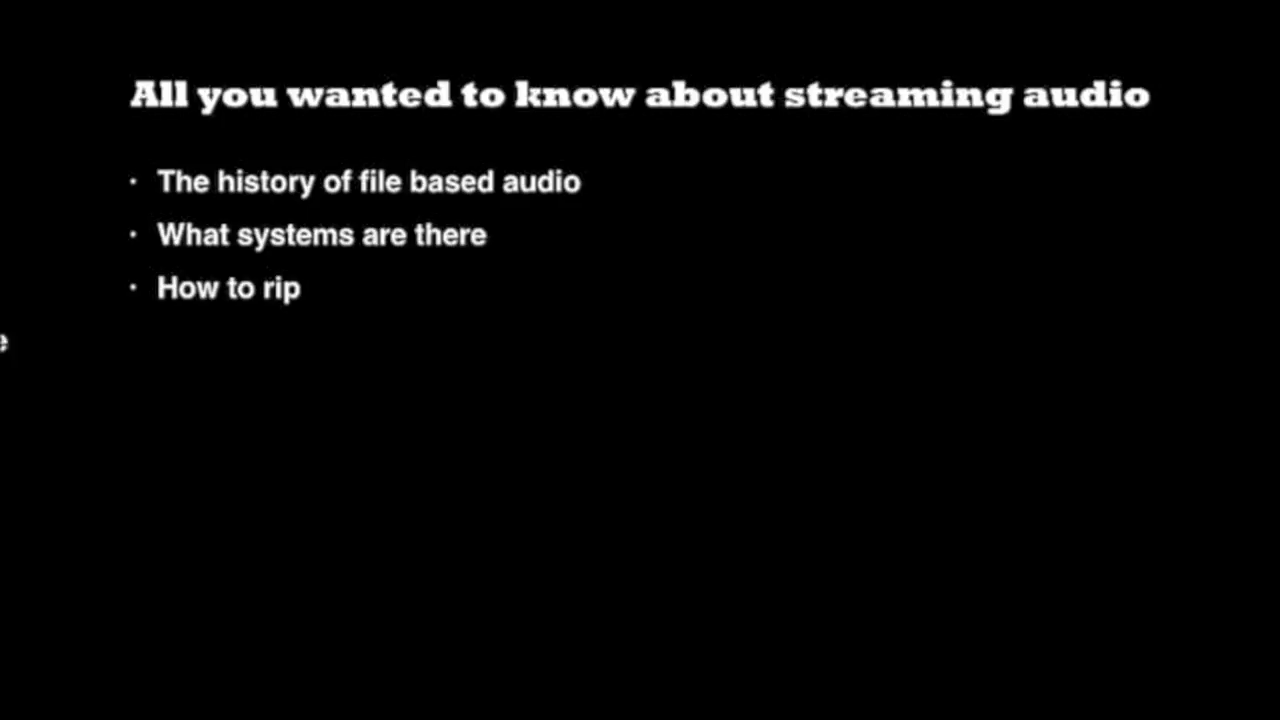 All you wanted to know about streaming audio
· The history of file based audio
· What systems are there
· How to rip
e